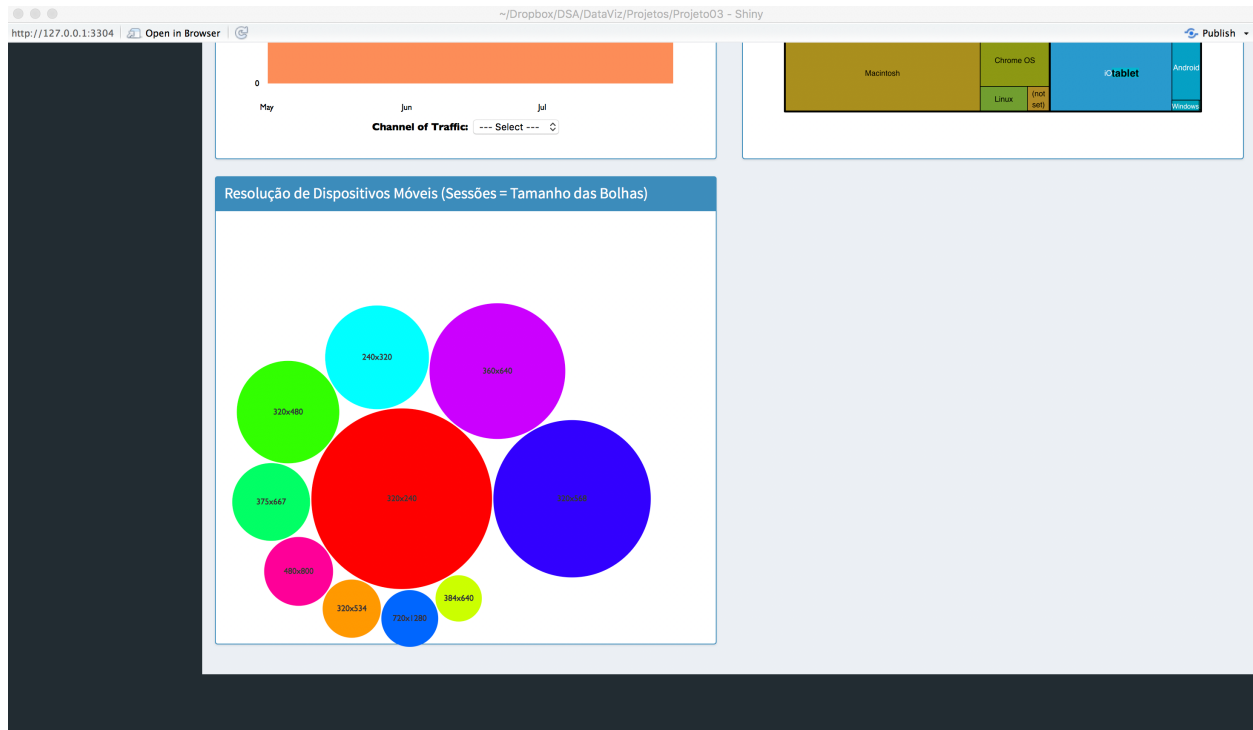 ~/Dropbox/DSA/DataViz/Projetos/Projeto03 - Shiny
http://127.0.0.1:3304 Open in Browser Publish
0
May Jun Jul
Channel of Traffic: --- Select ---
Macintosh
Chrome OS
Linux
(not
set)
tablet
Android
Windows
Resolução de Dispositivos Móveis (Sessões = Tamanho das Bolhas)
240x320
360x640
320x480
375x667
480x800
320x534
720x1280
384x640